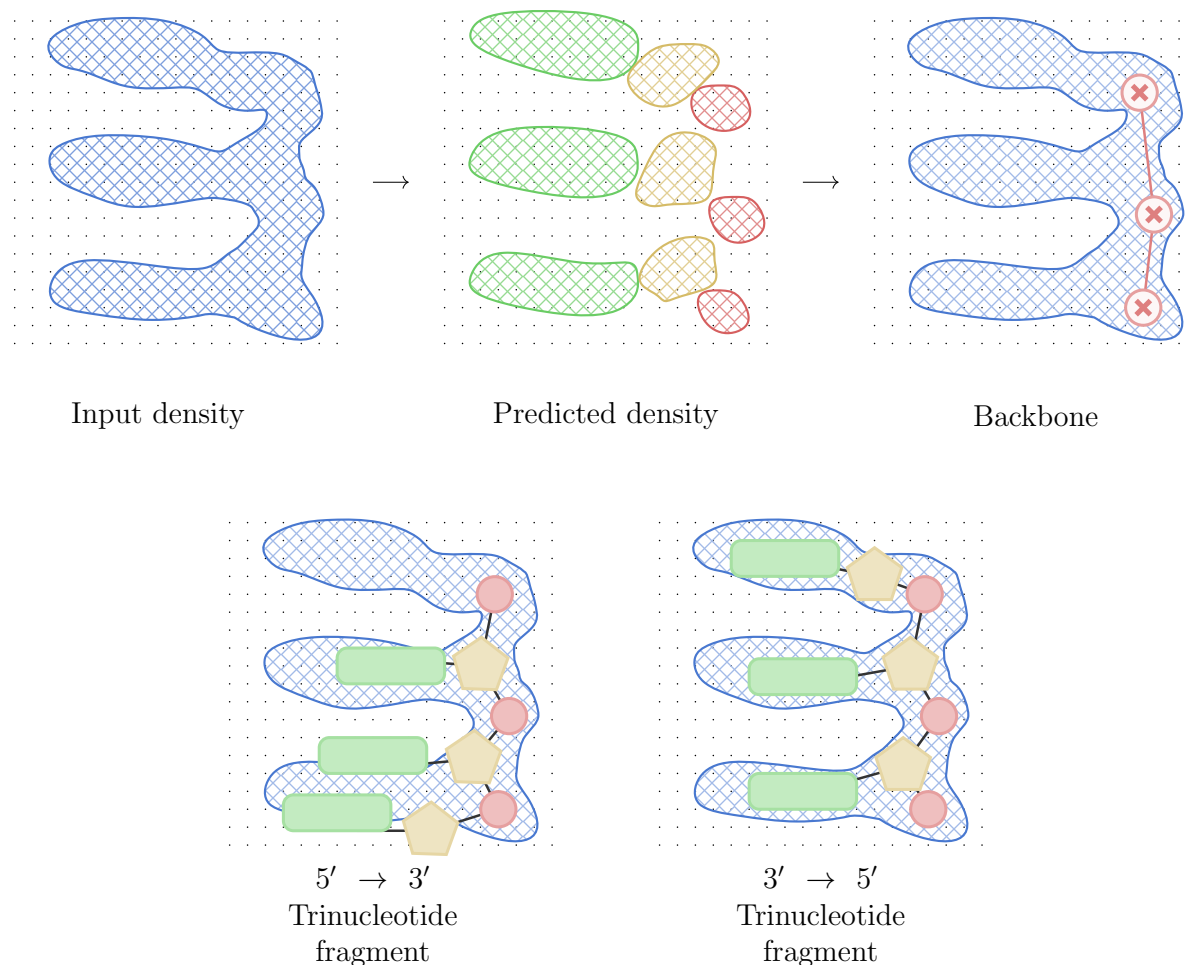 → →
Input density Predicted density Backbone
5′ → 3′ 3′ → 5′
Trinucleotide Trinucleotide
fragment fragment